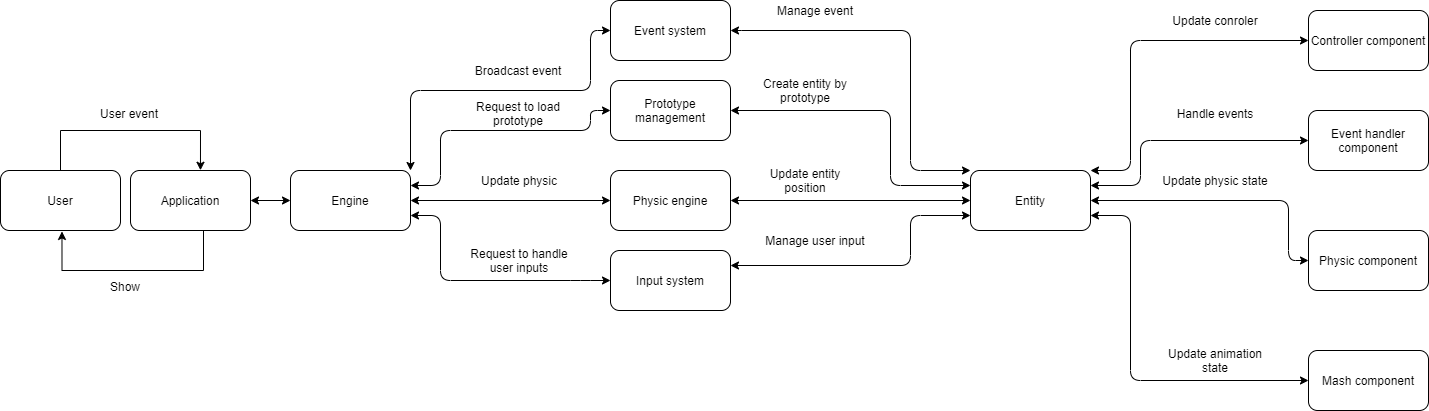 Event system
Manage event
Update conroler
Controller component
Broadcast event
Request to load
prototype
Prototype
management
Create entity by
prototype
User event
Handle events
Event handler
component
User
Application
Engine
Update physic
Physic engine
Update entity
position
Entity
Update physic state
Physic component
Request to handle
user inputs
Input system
Manage user input
Show
Update animation
state
Mash component